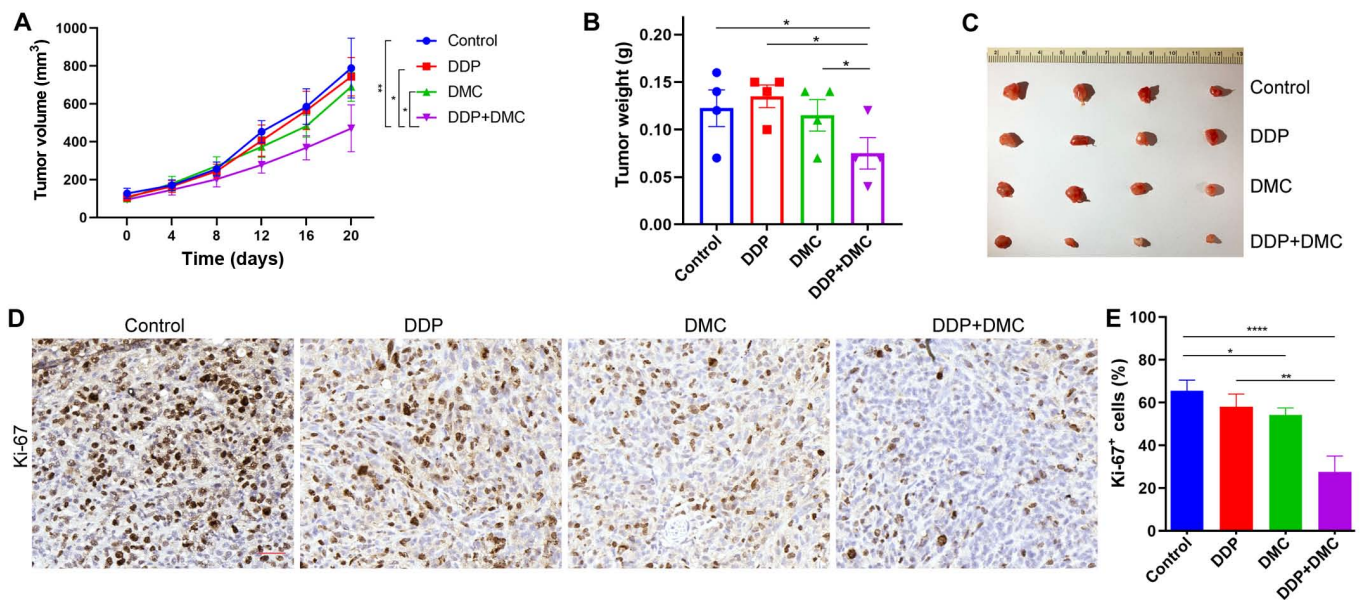 A
Tumor volume (mm³)
1000
800
600
400
200
0
0 4 8 12 16 20
Time (days)
Control
DDP
DMC
DDP+DMC
**
*
*
B
Tumor weight (g)
0.20
0.15
0.10
0.05
0.00
*
*
*
Control DDP DMC DDP+DMC
C
Control
DDP
DMC
DDP+DMC
D
Control DDP DMC DDP+DMC
Ki-67
E
Ki-67⁺ cells (%)
100
80
60
40
20
0
****
*
**
Control DDP DMC DDP+DMC